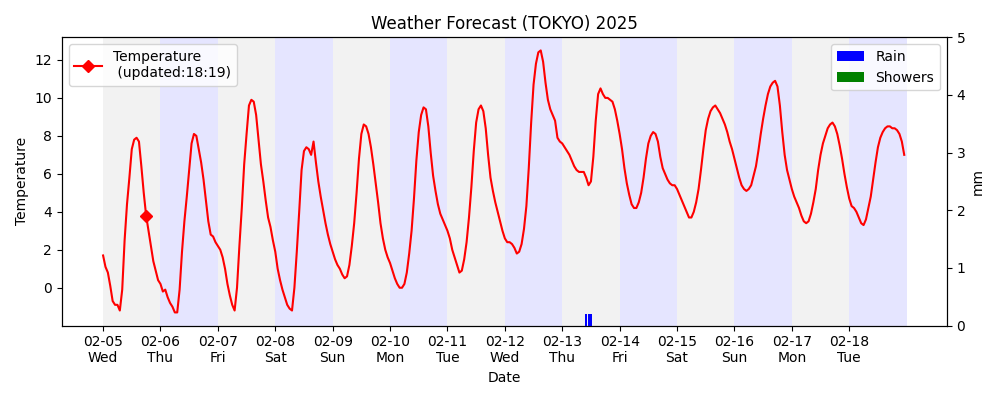 Weather Forecast (TOKYO) 2025
Temperature
(updated:18:19)
Rain
Showers
Temperature
12
10
8
6
4
2
0
5
4
3
2
1
0
mm
02-05 02-06 02-07 02-08 02-09 02-10 02-11 02-12 02-13 02-14 02-15 02-16 02-17 02-18
Wed Thu Fri Sat Sun Mon Tue Wed Thu Fri Sat Sun Mon Tue
Date